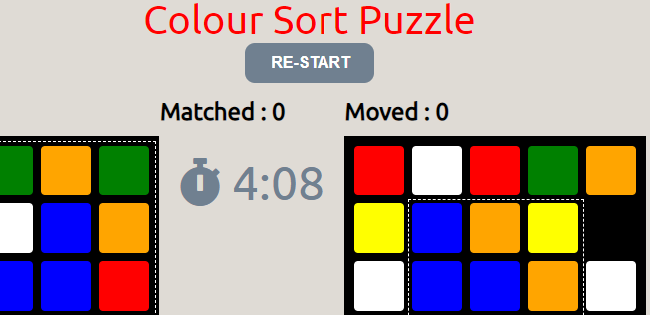 Colour Sort Puzzle
RE-START
Matched : 0
Moved : 0
4:08